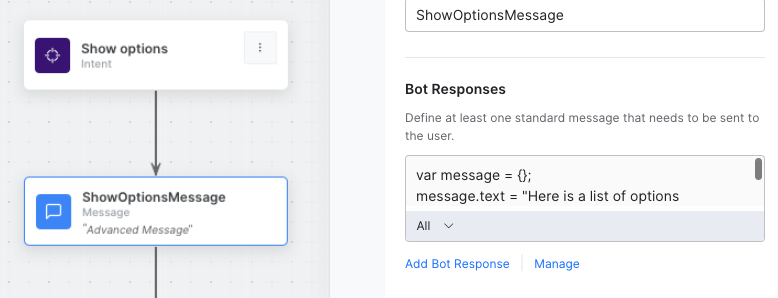 Show options
Intent
ShowOptionsMessage
Message
"Advanced Message"
ShowOptionsMessage
Bot Responses
Define at least one standard message that needs to be sent to
the user.
var message = {};
message.text = "Here is a list of options
All
Add Bot Response
Manage